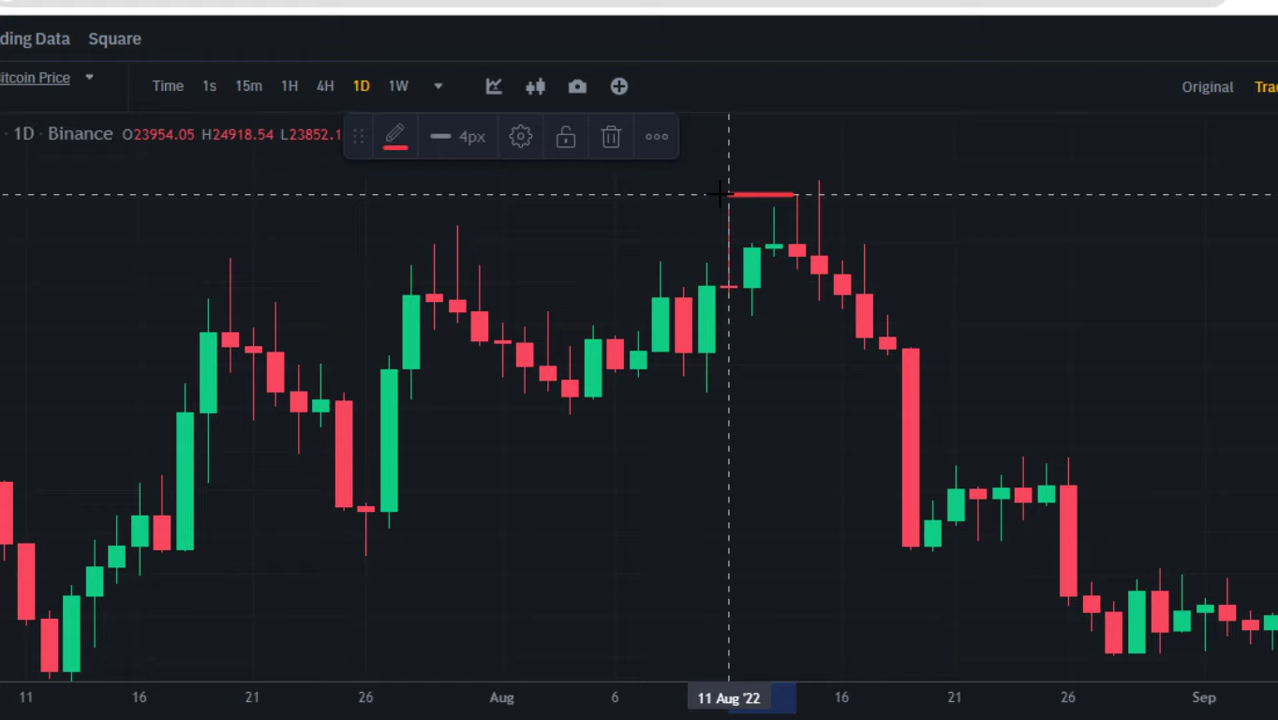 ding Data Square
itcoin Price Time 1s 15m 1H 4H 1D 1W Original Trac
· 1D · Binance O23954.05 H24918.54 L23852.1 4px
11 16 21 26 Aug 6 11 Aug '22 16 21 26 Sep